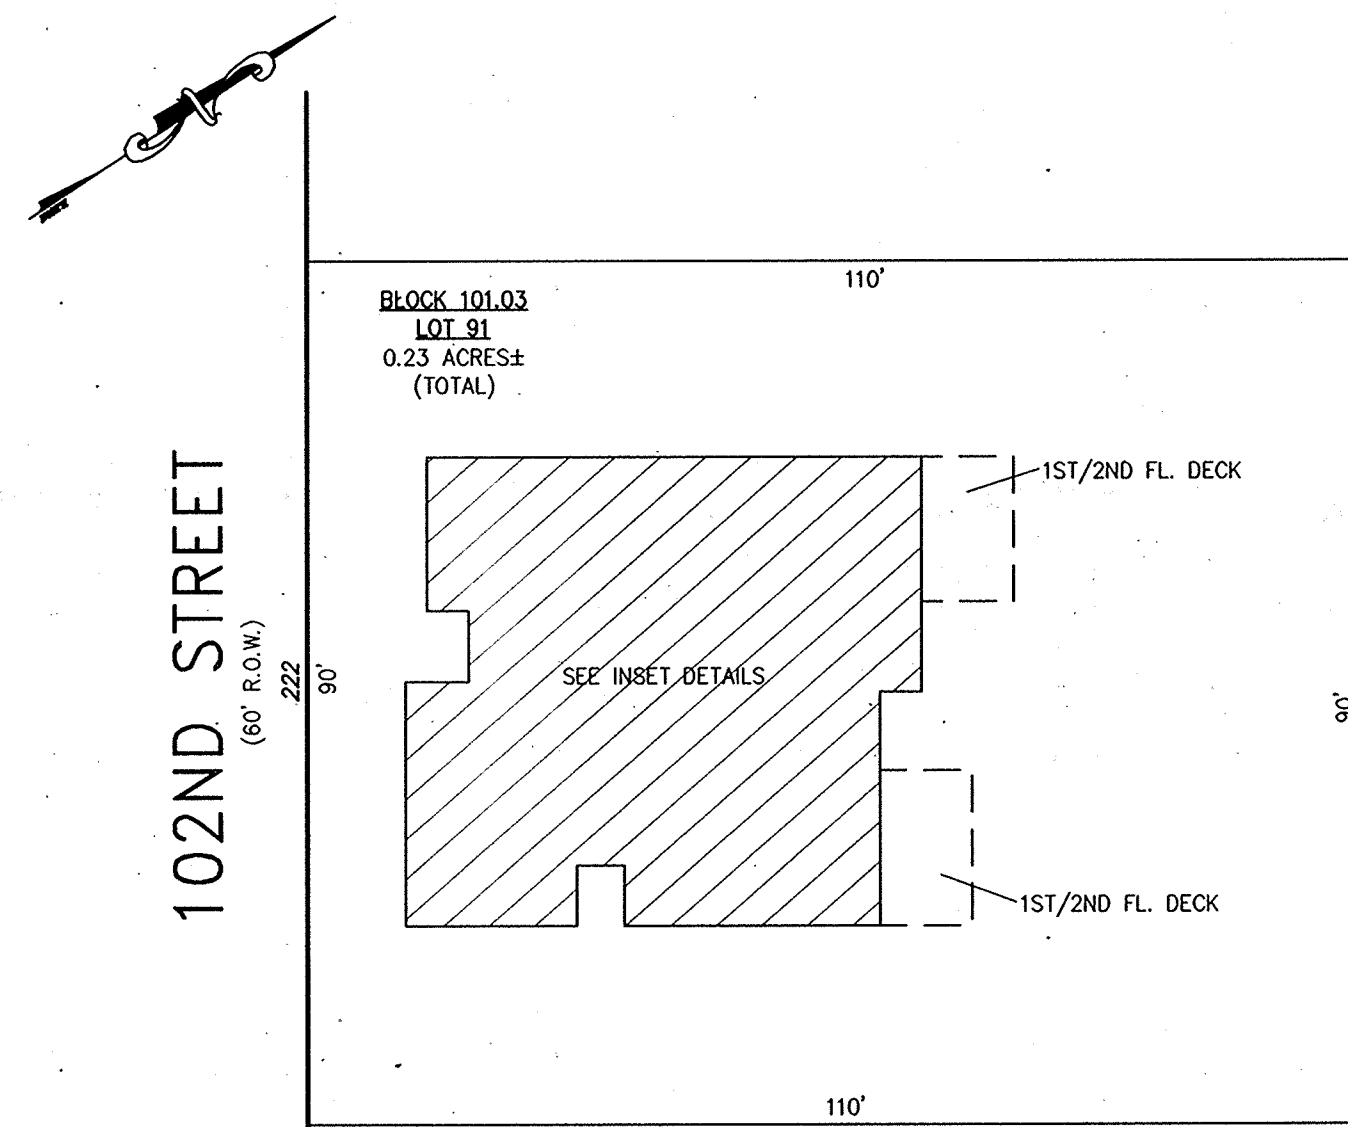 N
110'
BLOCK 101.03
LOT 91
0.23 ACRES±
(TOTAL)
1ST/2ND FL. DECK
102ND STREET
(60' R.O.W.)
222
90'
SEE INSET DETAILS
90'
1ST/2ND FL. DECK
110'